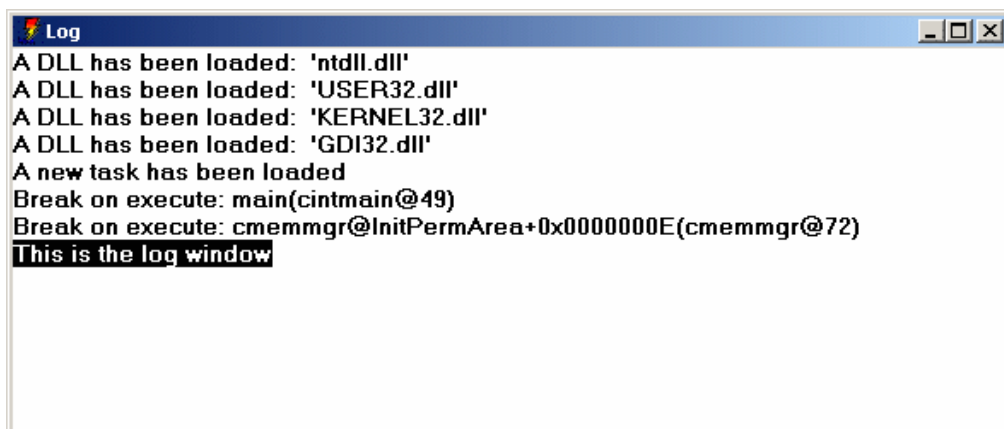 Log
A DLL has been loaded:  'ntdll.dll'
A DLL has been loaded:  'USER32.dll'
A DLL has been loaded:  'KERNEL32.dll'
A DLL has been loaded:  'GDI32.dll'
A new task has been loaded
Break on execute: main(cintmain@49)
Break on execute: cmemmgr@InitPermArea+0x0000000E(cmemmgr@72)
This is the log window